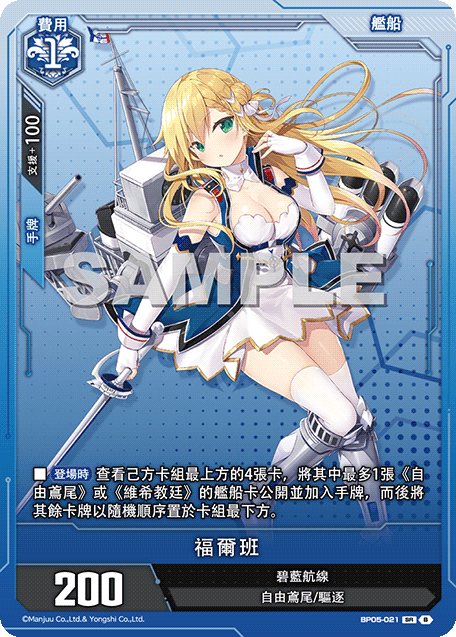 費用
1
艦船
支援+100
手牌
SAMPLE
■ 登場時 查看己方卡組最上方的4張卡，將其中最多1張《自
由鳶尾》或《維希教廷》的艦船卡公開並加入手牌，而後將
其餘卡牌以隨機順序置於卡組最下方。
福爾班
200
碧藍航線
自由鳶尾/驅逐
©Manjuu Co.,Ltd.& Yongshi Co.,Ltd.
BP05-021 SR B